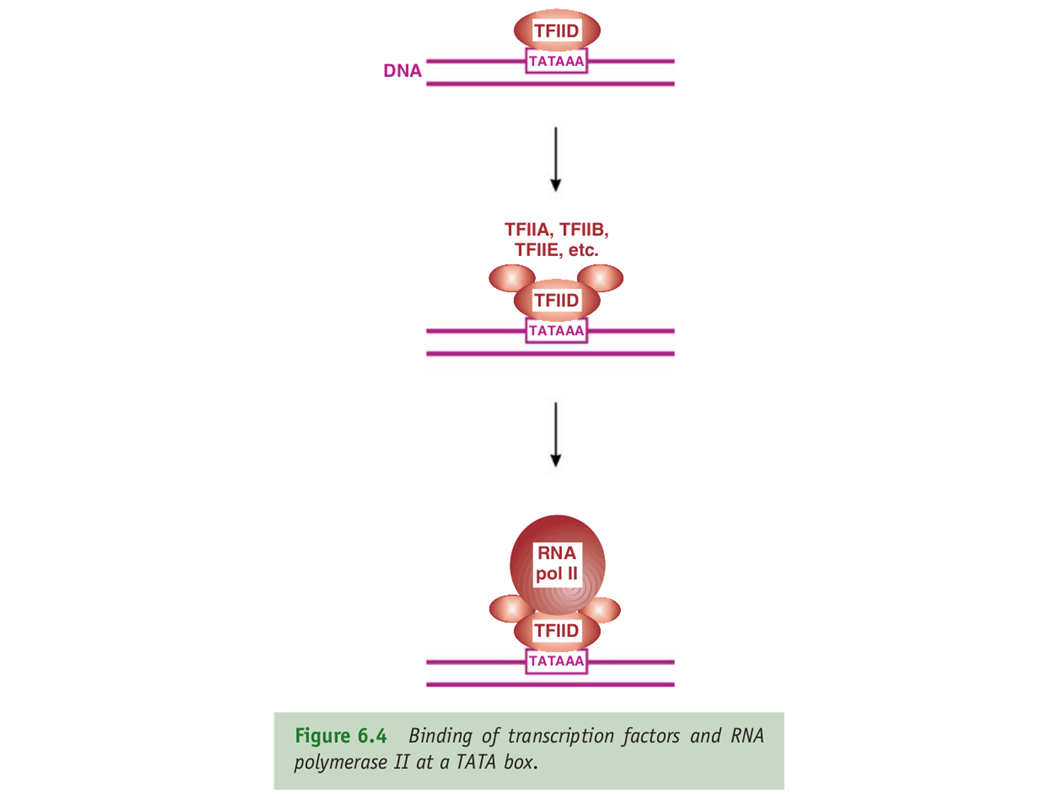 TFIID
TATAAA
DNA
TFIIA, TFIIB,
TFIIE, etc.
TFIID
TATAAA
RNA
pol II
TFIID
TATAAA
Figure 6.4 Binding of transcription factors and RNA
polymerase II at a TATA box.